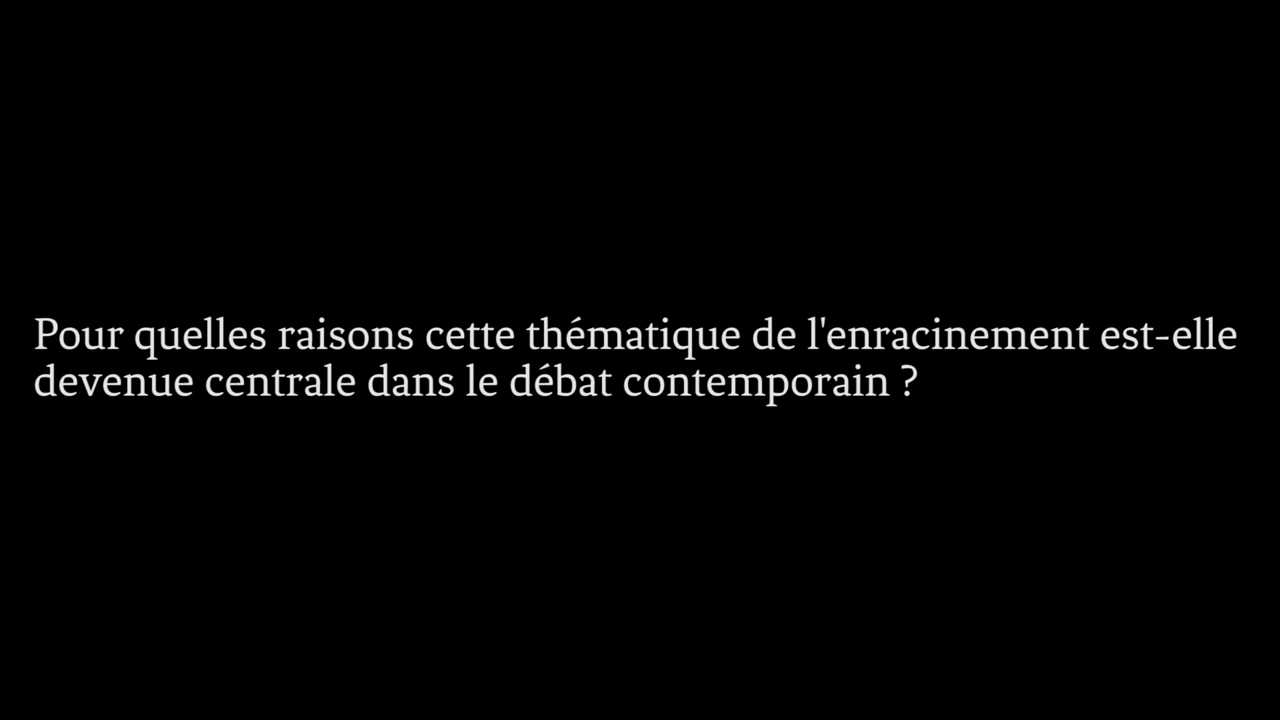 Pour quelles raisons cette thématique de l'enracinement est-elle
devenue centrale dans le débat contemporain ?